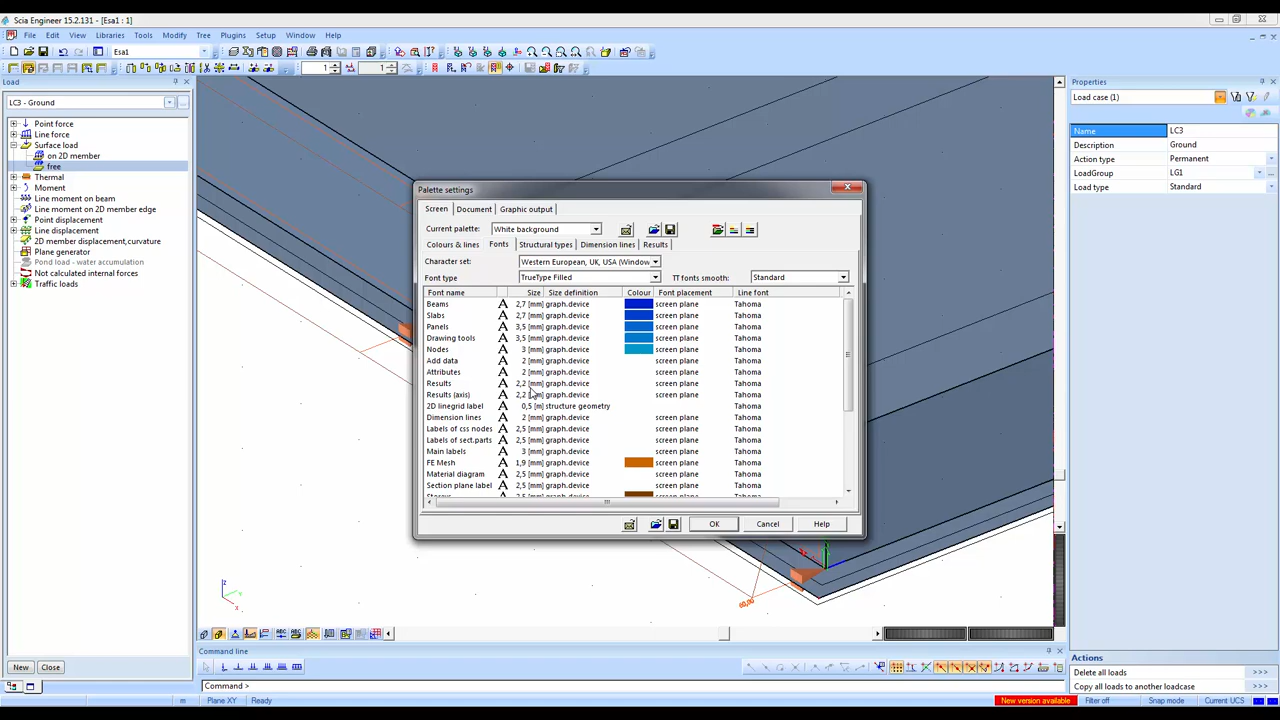 Scia Engineer 15.2.131 - [Esa1 : 1]
File Edit View Libraries Tools Modify Tree Plugins Setup Window Help
Esa1
1 1
Load
LC3 - Ground
Point force
Line force
Surface load
on 2D member
free
Thermal
Moment
Line moment on beam
Line moment on 2D member edge
Point displacement
Line displacement
2D member displacement,curvature
Plane generator
Pond load - water accumulation
Not calculated internal forces
Traffic loads
New Close
Palette settings
Screen Document Graphic output
Current palette: White background
Colours & lines Fonts Structural types Dimension lines Results
Character set: Western European, UK, USA (Window
Font type TrueType Filled TT fonts smooth: Standard
Font name Size Size definition Colour Font placement Line font
Beams A 2,7 [mm] graph.device screen plane Tahoma
Slabs A 2,7 [mm] graph.device screen plane Tahoma
Panels A 3,5 [mm] graph.device screen plane Tahoma
Drawing tools A 3,5 [mm] graph.device screen plane Tahoma
Nodes A 3 [mm] graph.device screen plane Tahoma
Add data A 2 [mm] graph.device screen plane Tahoma
Attributes A 2 [mm] graph.device screen plane Tahoma
Results A 2,2 [mm] graph.device screen plane Tahoma
Results (axis) A 2,2 [mm] graph.device screen plane Tahoma
2D linegrid label A 0,5 [m] structure geometry Tahoma
Dimension lines A 2 [mm] graph.device screen plane Tahoma
Labels of css nodes A 2,5 [mm] graph.device screen plane Tahoma
Labels of sect.parts A 2,5 [mm] graph.device screen plane Tahoma
Main labels A 3 [mm] graph.device screen plane Tahoma
FE Mesh A 1,9 [mm] graph.device screen plane Tahoma
Material diagram A 2,5 [mm] graph.device screen plane Tahoma
Section plane label A 2,5 [mm] graph.device screen plane Tahoma
Storeys A 2,5 [mm] graph.device screen plane Tahoma
OK Cancel Help
60,00
z
y
x
Properties
Load case (1)
Name LC3
Description Ground
Action type Permanent
LoadGroup LG1
Load type Standard
Actions
Delete all loads >>>
Copy all loads to another loadcase >>>
Command line
Command >
m Plane XY Ready New version available Filter off Snap mode Current UCS